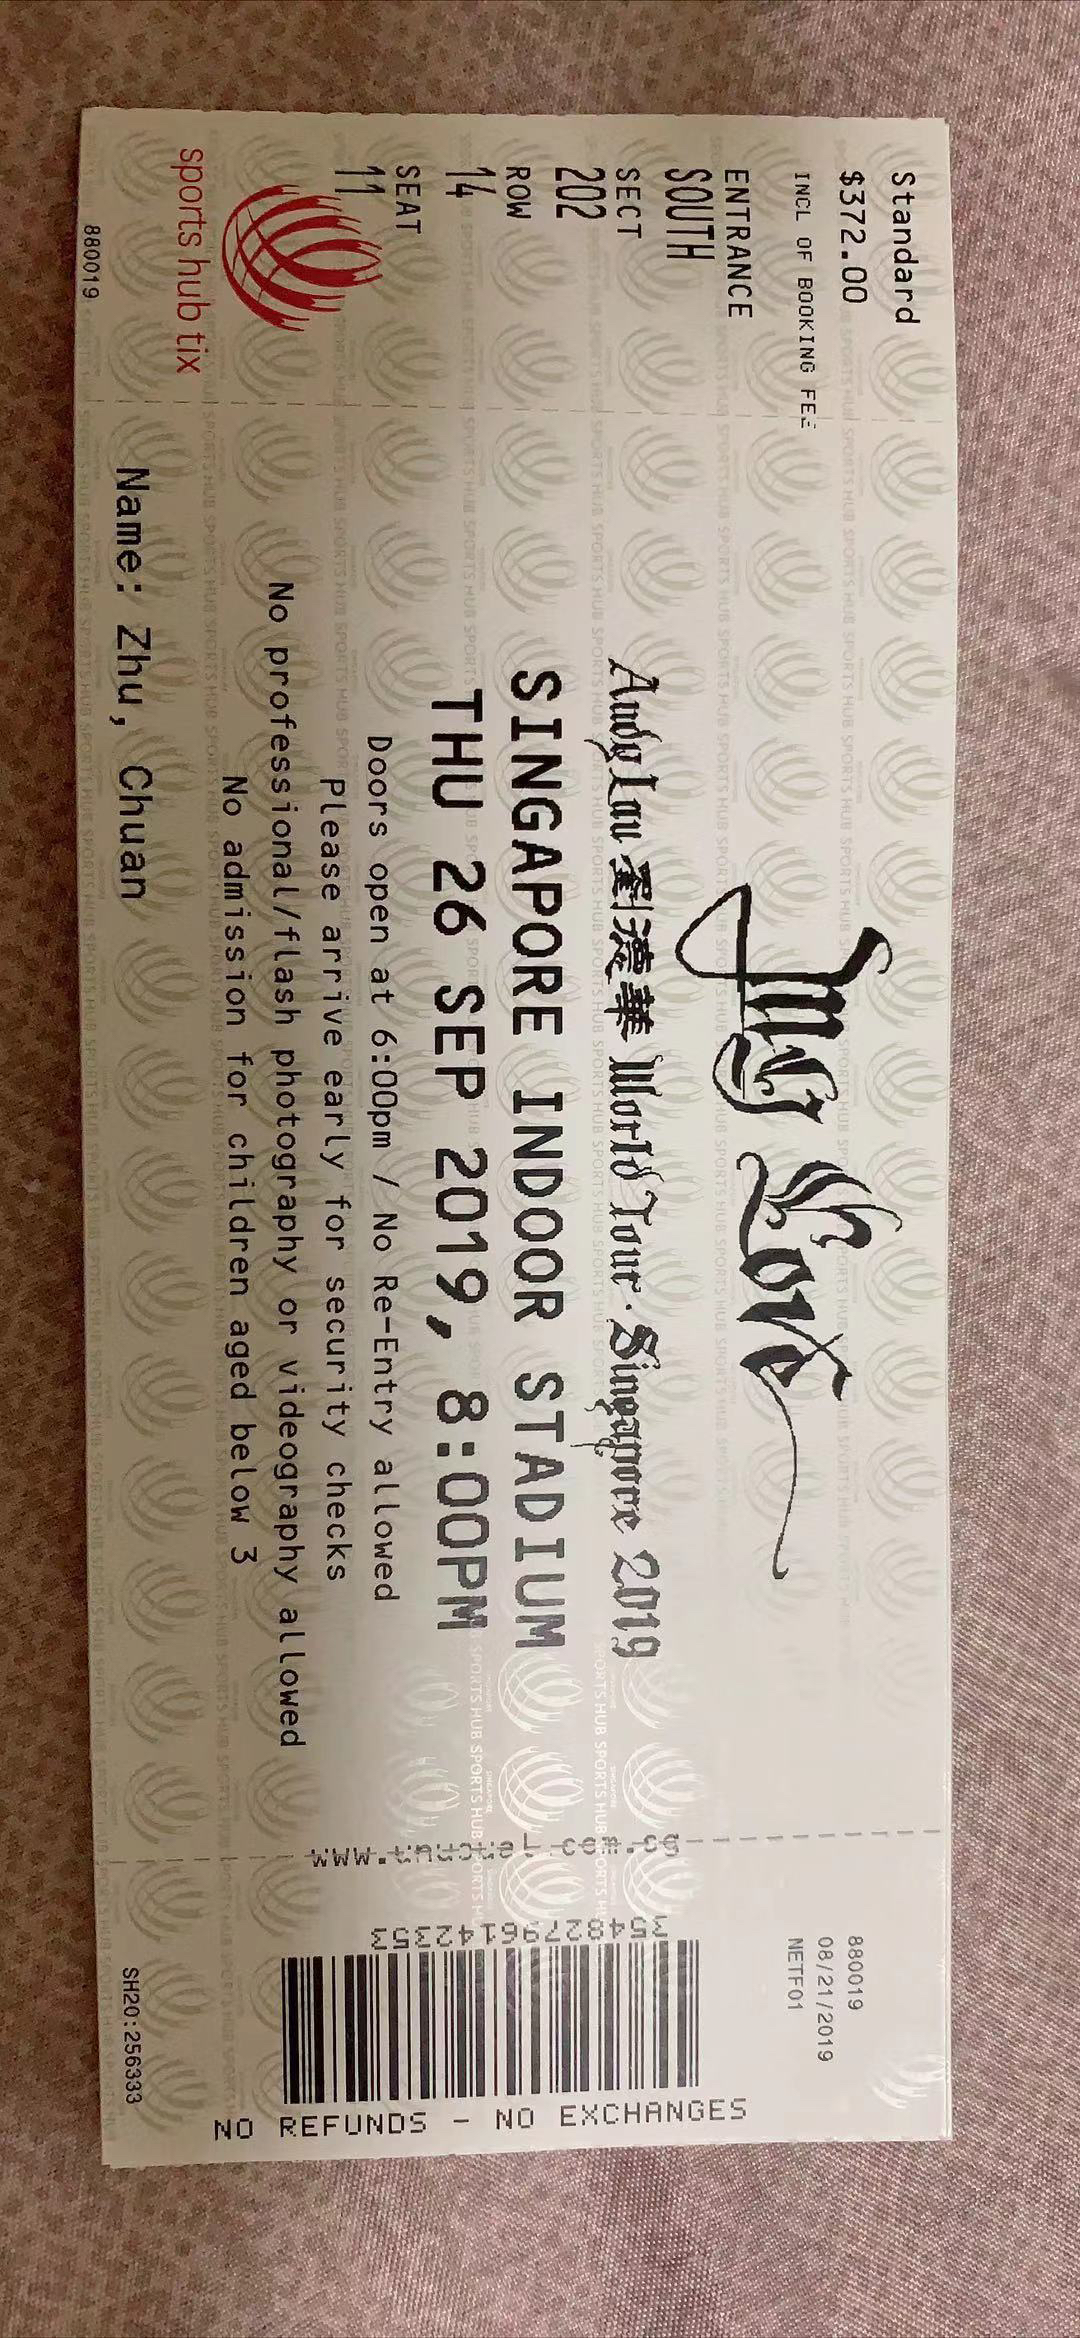 Standard
$372.00
INCL OF BOOKING FEE
ENTRANCE
SOUTH
SECT
202
ROW
14
SEAT
11
sports hub tix
880019
My Love
Andy Lau 劉德華 World Tour · Singapore 2019
SINGAPORE INDOOR STADIUM
THU 26 SEP 2019, 8:00PM
Doors open at 6:00pm / No Re-Entry allowed
Please arrive early for security checks
No professional/flash photography or videography allowed
No admission for children aged below 3
Name: Zhu, Chuan
35482796142353
880019
08/21/2019
NETF01
NO REFUNDS - NO EXCHANGES
SH20:256333
SPORTS HUB